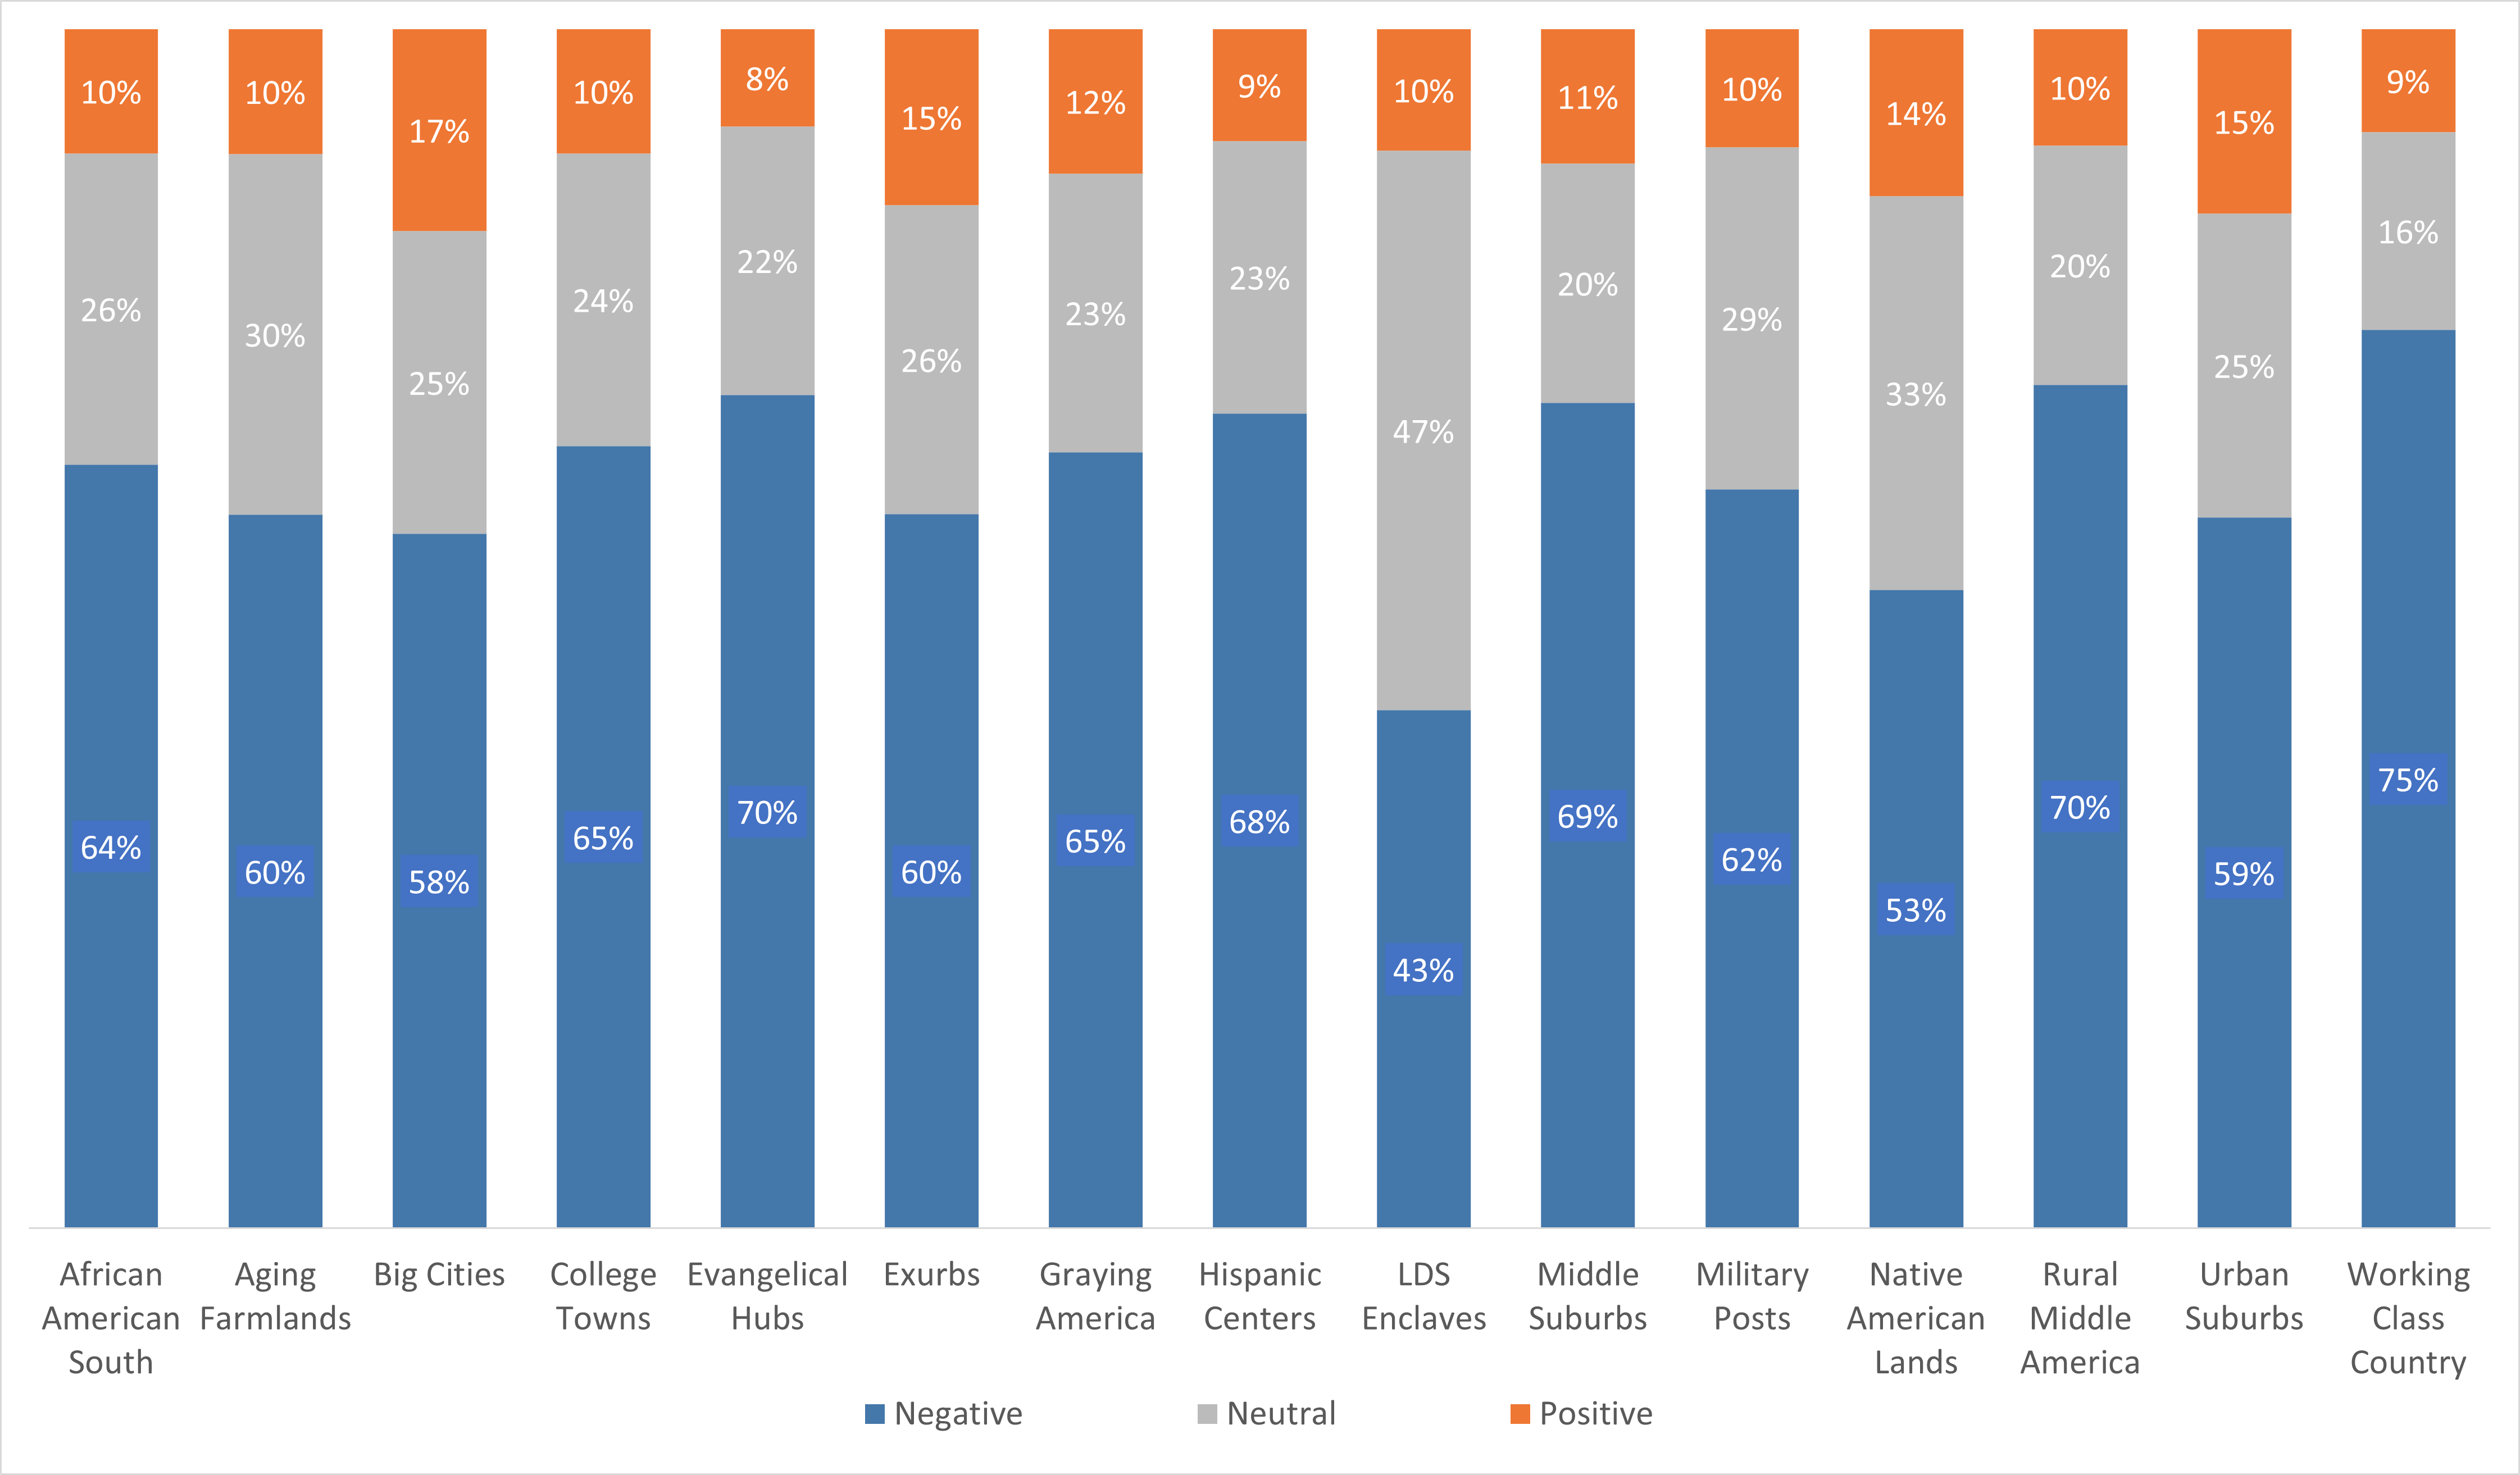 10% 10% 17% 10% 8% 15% 12% 9% 10% 11% 10% 14% 10% 15% 9%
26% 30% 25% 24% 22% 26% 23% 23% 47% 20% 29% 33% 20% 25% 16%
64% 60% 58% 65% 70% 60% 65% 68% 43% 69% 62% 53% 70% 59% 75%
African
American
South
Aging
Farmlands
Big Cities
College
Towns
Evangelical
Hubs
Exurbs
Graying
America
Hispanic
Centers
LDS
Enclaves
Middle
Suburbs
Military
Posts
Native
American
Lands
Rural
Middle
America
Urban
Suburbs
Working
Class
Country
Negative Neutral Positive